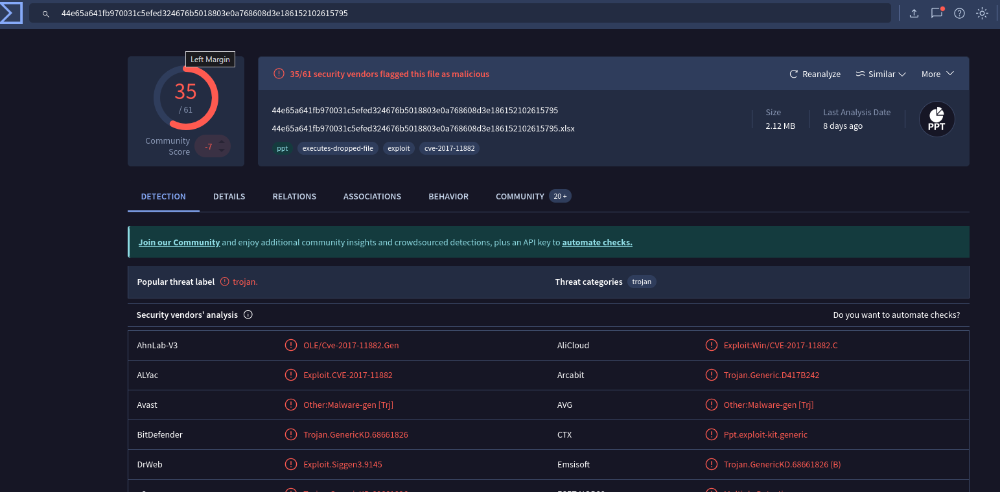 44e65a641fb970031c5efed324676b5018803e0a768608d3e186152102615795
Left Margin
35
/ 61
Community Score
-7
35/61 security vendors flagged this file as malicious
Reanalyze
Similar
More
44e65a641fb970031c5efed324676b5018803e0a768608d3e186152102615795
44e65a641fb970031c5efed324676b5018803e0a768608d3e186152102615795.xlsx
ppt executes-dropped-file exploit cve-2017-11882
Size
2.12 MB
Last Analysis Date
8 days ago
PPT
DETECTION DETAILS RELATIONS ASSOCIATIONS BEHAVIOR COMMUNITY 20 +
Join our Community and enjoy additional community insights and crowdsourced detections, plus an API key to automate checks.
Popular threat label trojan. Threat categories trojan
Security vendors' analysis Do you want to automate checks?
AhnLab-V3 OLE/Cve-2017-11882.Gen AliCloud Exploit:Win/CVE-2017-11882.C
ALYac Exploit.CVE-2017-11882 Arcabit Trojan.Generic.D417B242
Avast Other:Malware-gen [Trj] AVG Other:Malware-gen [Trj]
BitDefender Trojan.GenericKD.68661826 CTX Ppt.exploit-kit.generic
DrWeb Exploit.Siggen3.9145 Emsisoft Trojan.GenericKD.68661826 (B)